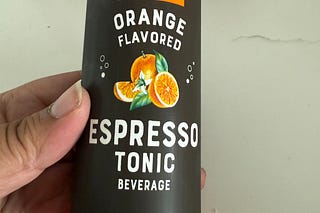 ORANGE
FLAVORED
ESPRESSO
TONIC
BEVERAGE